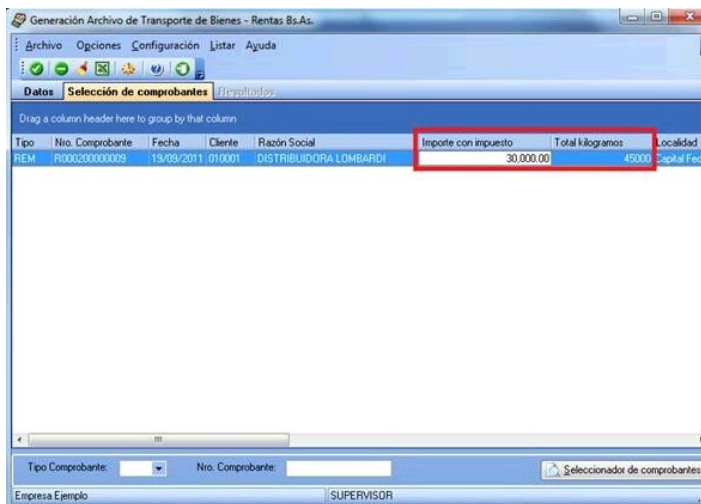 Generación Archivo de Transporte de Bienes - Rentas Bs.As.
Archivo Opciones Configuración Listar Ayuda
Datos Selección de comprobantes Resultados
Drag a column header here to group by that column
Tipo Nro. Comprobante Fecha Cliente Razón Social Importe con impuesto Total kilogramos Localidad
REM R000200000009 19/09/2011 010001 DISTRIBUIDORA LOMBARDI 30,000.00 45000 Capital Fed
Tipo Comprobante: Nro. Comprobante: Seleccionador de comprobantes
Empresa Ejemplo SUPERVISOR